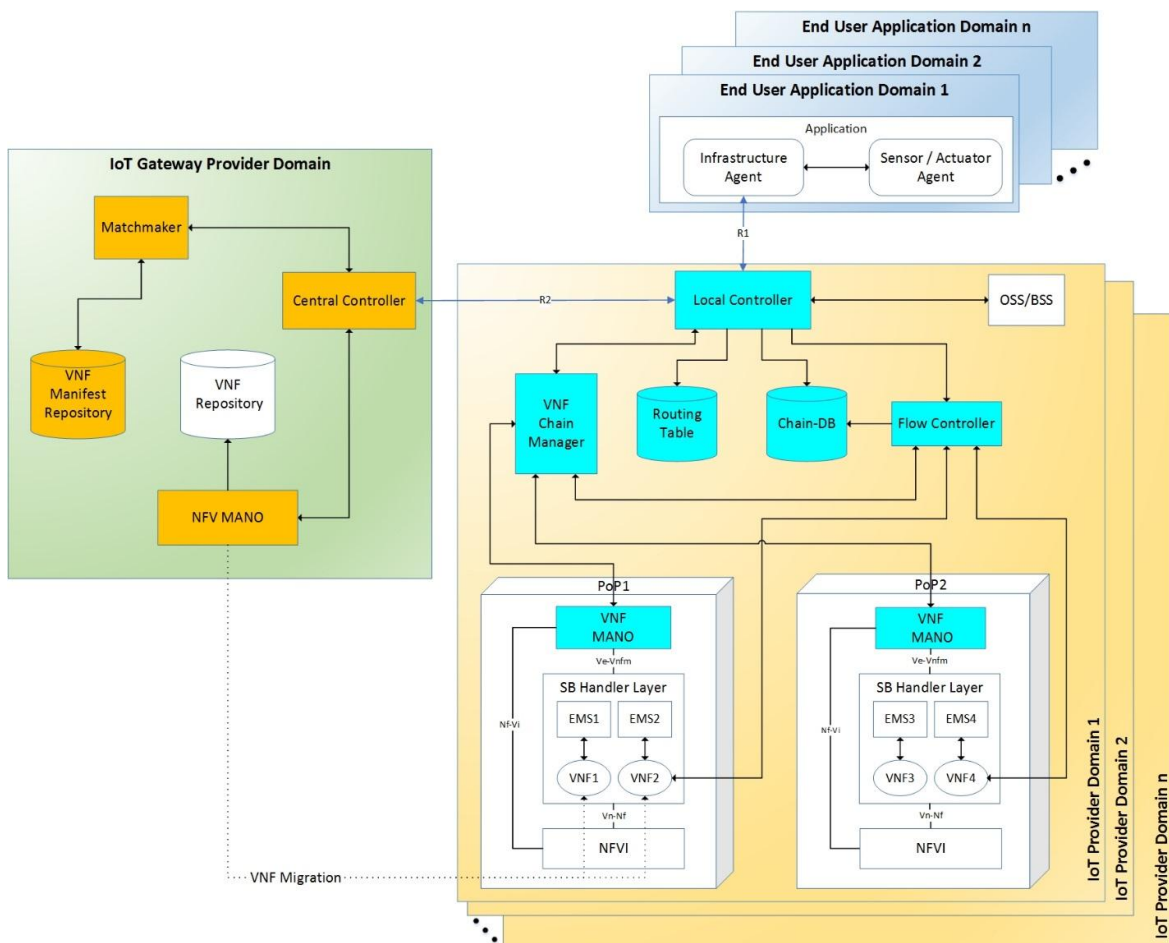 End User Application Domain n
End User Application Domain 2
End User Application Domain 1
Application
Infrastructure
Agent
Sensor / Actuator
Agent
R1
IoT Gateway Provider Domain
Matchmaker
Central Controller
VNF
Manifest
Repository
VNF
Repository
NFV MANO
R2
Local Controller
OSS/BSS
VNF
Chain
Manager
Routing
Table
Chain-DB
Flow Controller
PoP1
VNF
MANO
Ve-Vnfm
SB Handler Layer
EMS1
EMS2
Nf-Vi
VNF1
VNF2
Vn-Nf
NFVI
PoP2
VNF
MANO
Ve-Vnfm
SB Handler Layer
EMS3
EMS4
Nf-Vi
VNF3
VNF4
Vn-Nf
NFVI
VNF Migration
IoT Provider Domain 1
IoT Provider Domain 2
IoT Provider Domain n